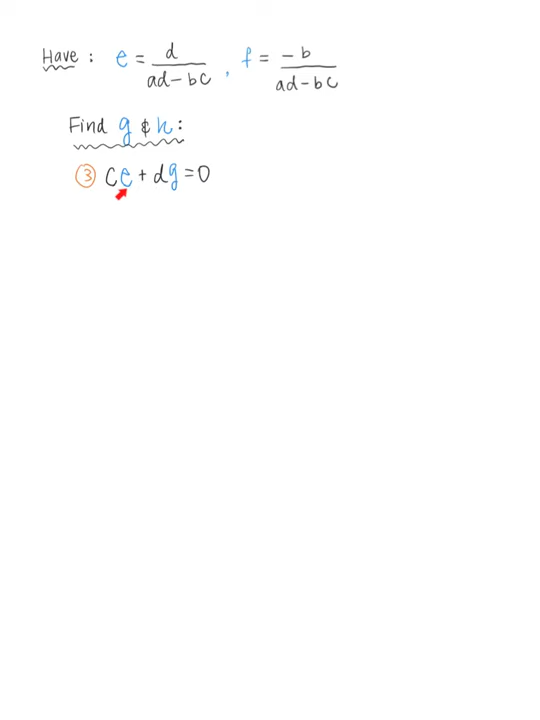 Have : e = d / (ad - bc) , f = -b / (ad - bc)
Find g & h :
③ ce + dg = 0